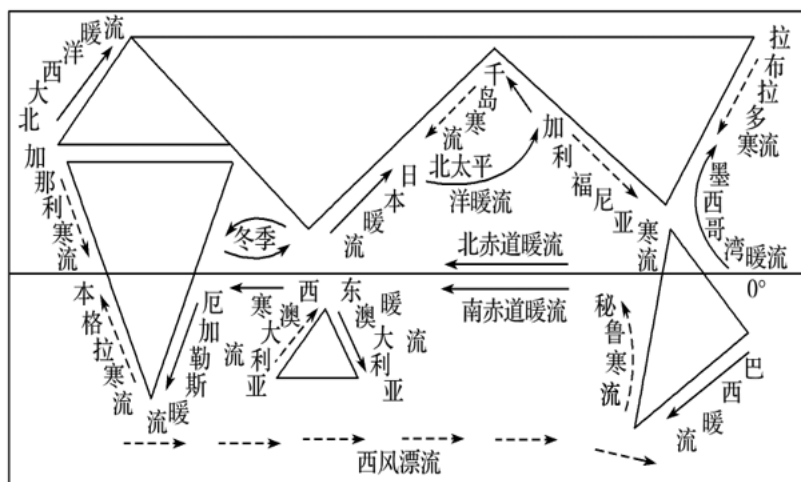 北大西洋暖流
拉布拉多寒流
千岛寒流
加利福尼亚寒流
加那利寒流
日本暖流
北太平
洋暖流
墨西哥湾暖流
冬季
北赤道暖流
0°
本格拉寒流
厄加勒斯暖流
西澳大利亚寒流
东澳大利亚暖流
南赤道暖流
秘鲁寒流
巴西暖流
西风漂流